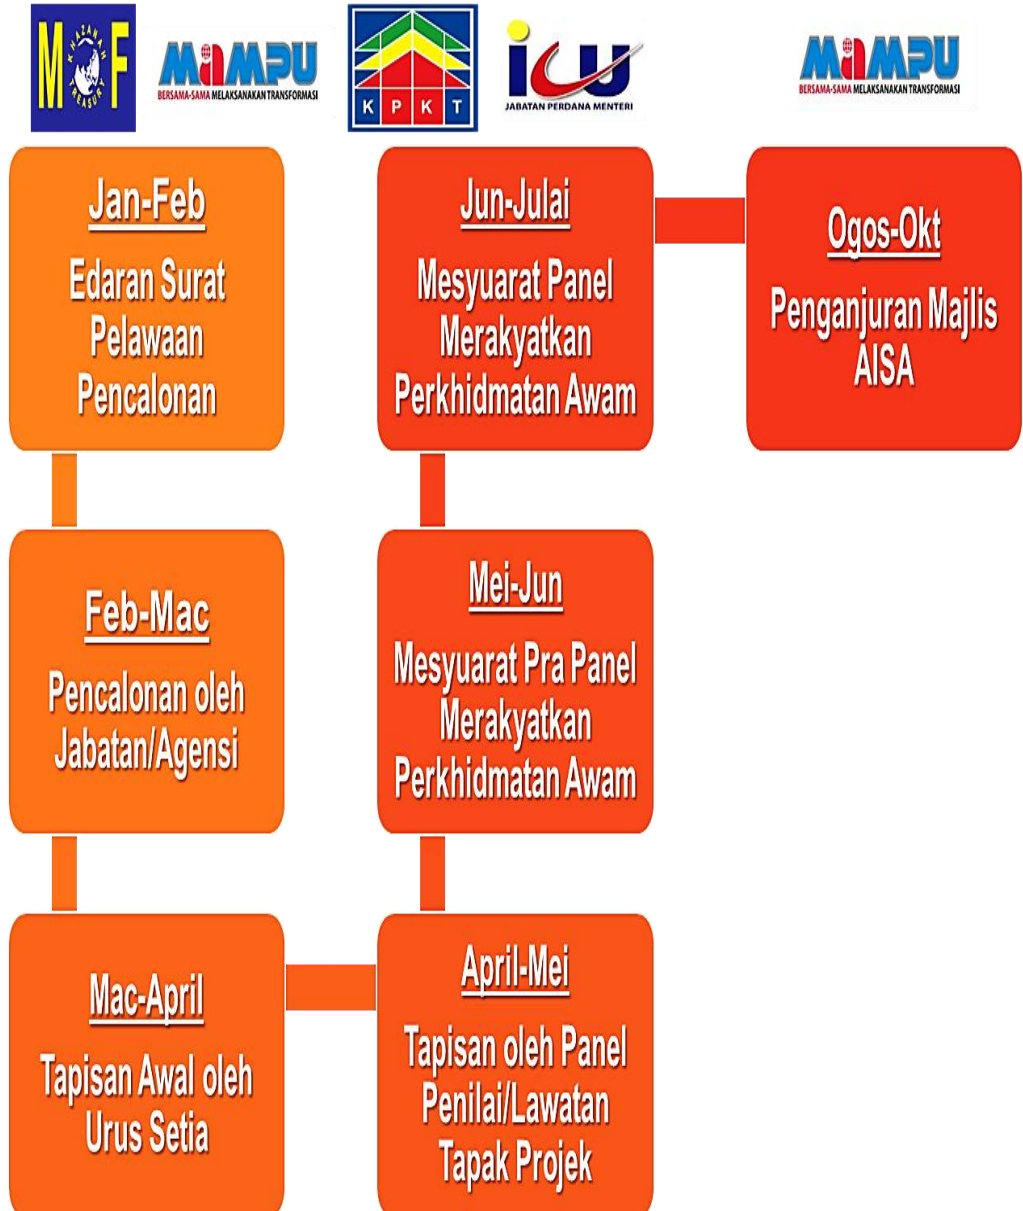 MOF
KHAZANAH
TREASURY
MAMPU
BERSAMA-SAMA MELAKSANAKAN TRANSFORMASI
KPKT
ICU
JABATAN PERDANA MENTERI
MAMPU
BERSAMA-SAMA MELAKSANAKAN TRANSFORMASI
Jan-Feb
Edaran Surat
Pelawaan
Pencalonan
Feb-Mac
Pencalonan oleh
Jabatan/Agensi
Mac-April
Tapisan Awal oleh
Urus Setia
April-Mei
Tapisan oleh Panel
Penilai/Lawatan
Tapak Projek
Mei-Jun
Mesyuarat Pra Panel
Merakyatkan
Perkhidmatan Awam
Jun-Julai
Mesyuarat Panel
Merakyatkan
Perkhidmatan Awam
Ogos-Okt
Penganjuran Majlis
AISA